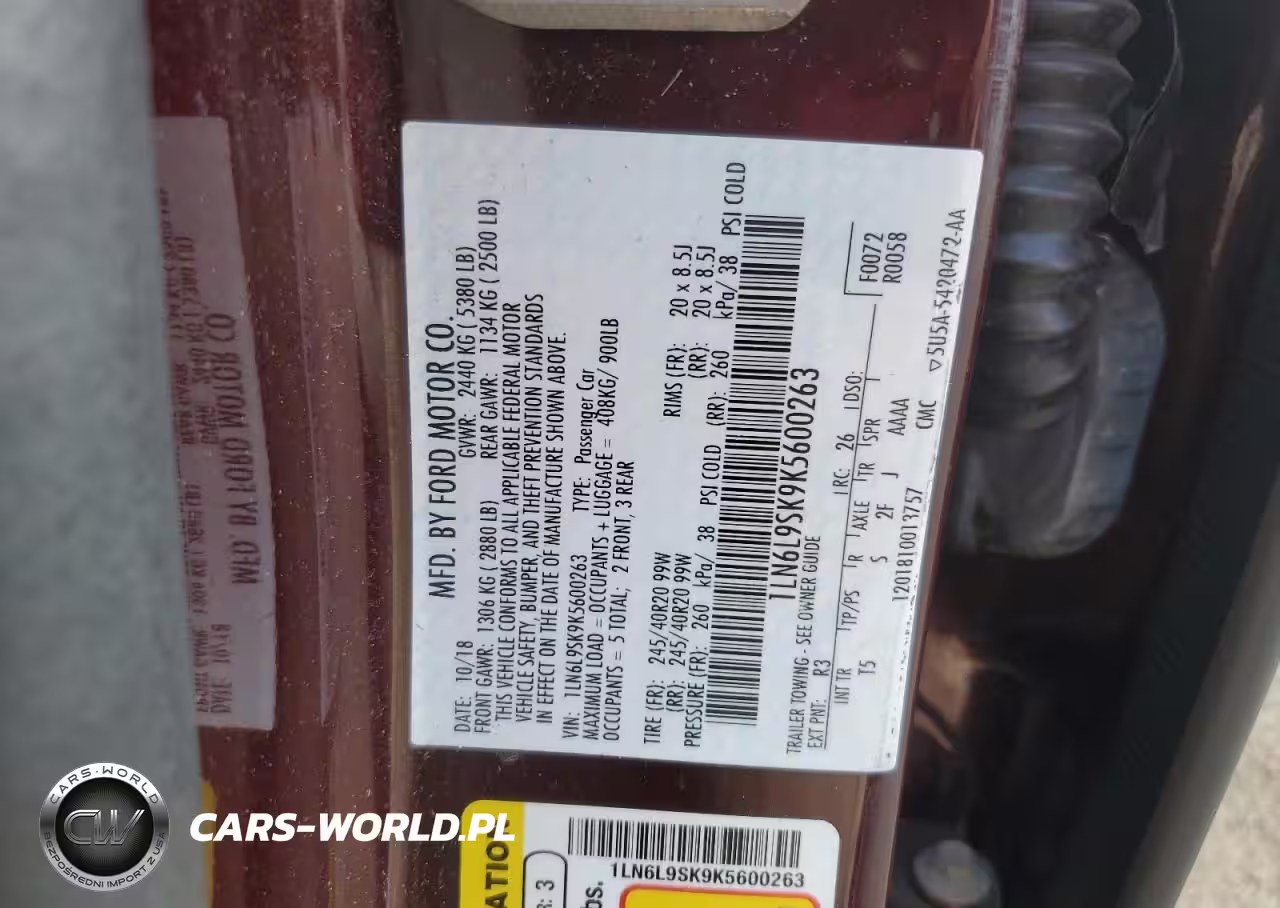 MFD. BY FORD MOTOR CO.
DATE: 10/18 GVWR: 2440 KG ( 5380 LB)
FRONT GAWR: 1306 KG (2880 LB) REAR GAWR: 1134 KG ( 2500 LB)
THIS VEHICLE CONFORMS TO ALL APPLICABLE FEDERAL MOTOR
VEHICLE SAFETY, BUMPER, AND THEFT PREVENTION STANDARDS
IN EFFECT ON THE DATE OF MANUFACTURE SHOWN ABOVE.
VIN: 1LN6L9SK9K5600263 TYPE: Passenger Car
MAXIMUM LOAD = OCCUPANTS + LUGGAGE = 408KG/ 900LB
OCCUPANTS = 5 TOTAL; 2 FRONT, 3 REAR
TIRE (FR): 245/40R20 99W RIMS (FR): 20 x 8.5J
(RR): 245/40R20 99W (RR): 20 x 8.5J
PRESSURE (FR): 260 kPa/ 38 PSI COLD (RR): 260 kPa/ 38 PSI COLD
1LN6L9SK9K5600263
TRAILER TOWING - SEE OWNER GUIDE
EXT PNT: R3 RC: 26 DSO: F0072
R0058
INT TR TP/PS R AXLE TR SPR
T5 S 2F J AAAA
1201810013757 CMC ▽5U5A-5420472-AA
ATION
R: 3
os.
1LN6L9SK9K5600263
MFD. BY FORD MOTOR CO
CARS-WORLD
CW
BEZPOŚREDNI IMPORT Z USA
CARS-WORLD.PL